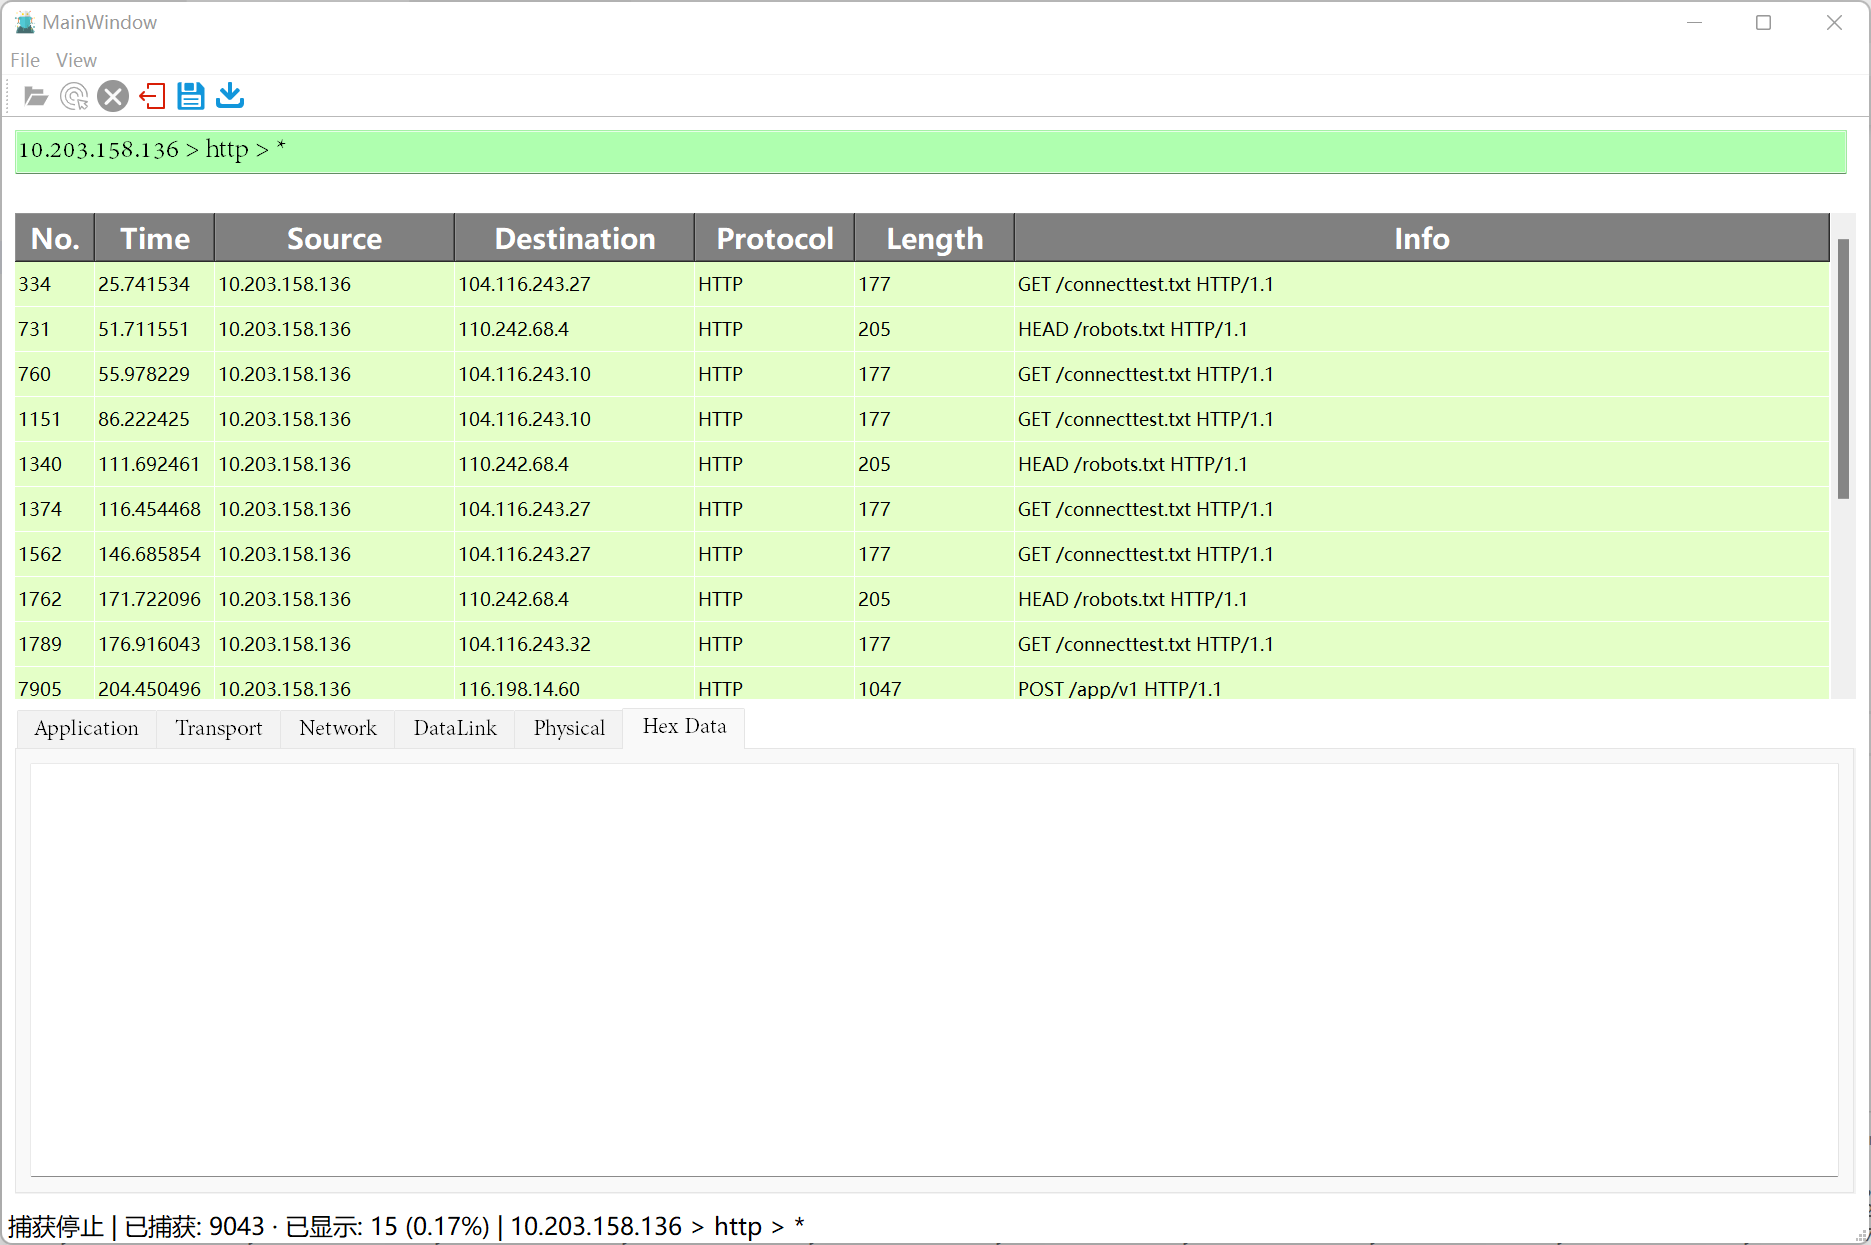 MainWindow
File View
10.203.158.136 > http > *
No. Time Source Destination Protocol Length Info
334 25.741534 10.203.158.136 104.116.243.27 HTTP 177 GET /connecttest.txt HTTP/1.1
731 51.711551 10.203.158.136 110.242.68.4 HTTP 205 HEAD /robots.txt HTTP/1.1
760 55.978229 10.203.158.136 104.116.243.10 HTTP 177 GET /connecttest.txt HTTP/1.1
1151 86.222425 10.203.158.136 104.116.243.10 HTTP 177 GET /connecttest.txt HTTP/1.1
1340 111.692461 10.203.158.136 110.242.68.4 HTTP 205 HEAD /robots.txt HTTP/1.1
1374 116.454468 10.203.158.136 104.116.243.27 HTTP 177 GET /connecttest.txt HTTP/1.1
1562 146.685854 10.203.158.136 104.116.243.27 HTTP 177 GET /connecttest.txt HTTP/1.1
1762 171.722096 10.203.158.136 110.242.68.4 HTTP 205 HEAD /robots.txt HTTP/1.1
1789 176.916043 10.203.158.136 104.116.243.32 HTTP 177 GET /connecttest.txt HTTP/1.1
7905 204.450496 10.203.158.136 116.198.14.60 HTTP 1047 POST /app/v1 HTTP/1.1
Application Transport Network DataLink Physical Hex Data
捕获停止 | 已捕获: 9043 · 已显示: 15 (0.17%) | 10.203.158.136 > http > *